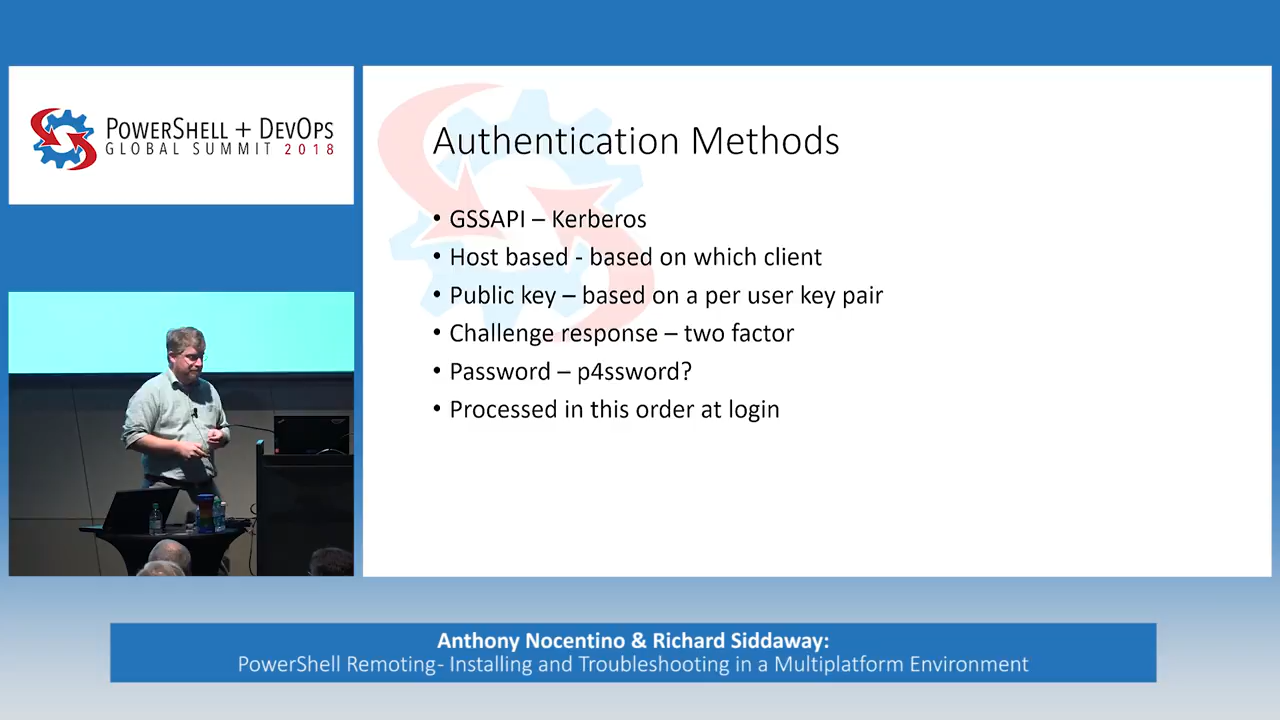 POWERSHELL + DEVOPS
GLOBAL SUMMIT 2018
Authentication Methods
• GSSAPI – Kerberos
• Host based - based on which client
• Public key – based on a per user key pair
• Challenge response – two factor
• Password – p4ssword?
• Processed in this order at login
Anthony Nocentino & Richard Siddaway:
PowerShell Remoting - Installing and Troubleshooting in a Multiplatform Environment